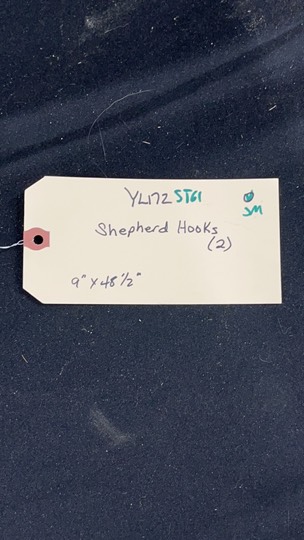 YL172 ST61
JM
Shepherd Hooks
(2)
9" x 48 1/2"